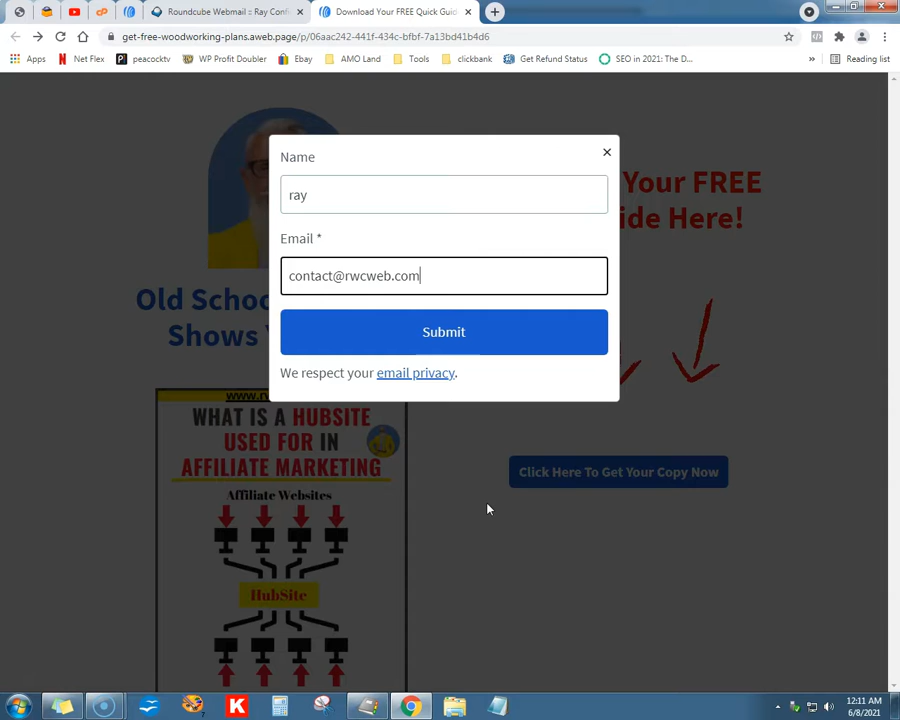 Roundcube Webmail :: Ray Confi
Download Your FREE Quick Guid
get-free-woodworking-plans.aweb.page/p/06aac242-441f-434c-bfbf-7a13bd41b4d6
Apps
Net Flex
peacocktv
WP Profit Doubler
Ebay
AMO Land
Tools
clickbank
Get Refund Status
SEO in 2021: The D...
»
Reading list
Name
ray
Email *
contact@rwcweb.com
Submit
We respect your email privacy.
Your FREE
ide Here!
Old Schoo
Shows
WHAT IS A HUBSITE
USED FOR IN
AFFILIATE MARKETING
Affiliate Websites
HubSite
Click Here To Get Your Copy Now
12:11 AM
6/8/2021